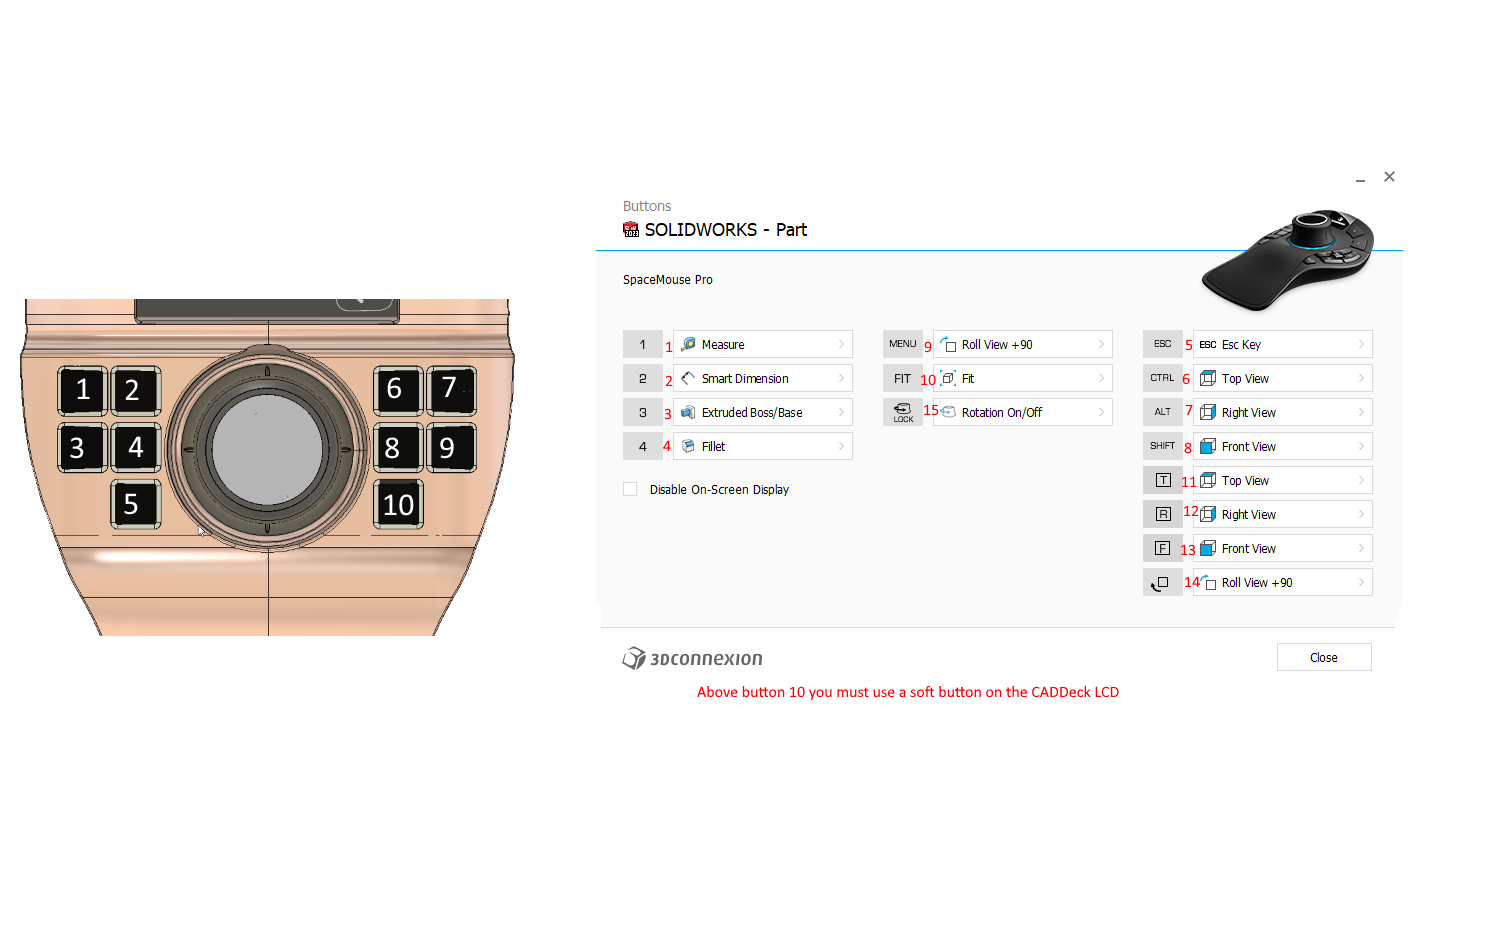 1 2
3 4
5
6 7
8 9
10
Buttons
SOLIDWORKS - Part
SpaceMouse Pro
1 1 Measure
2 2 Smart Dimension
3 3 Extruded Boss/Base
4 4 Fillet
Disable On-Screen Display
MENU 9 Roll View +90
FIT 10 Fit
LOCK 15 Rotation On/Off
ESC 5 ESC Esc Key
CTRL 6 Top View
ALT 7 Right View
SHIFT 8 Front View
T 11 Top View
R 12 Right View
F 13 Front View
14 Roll View +90
3Dconnexion
Close
Above button 10 you must use a soft button on the CADDeck LCD